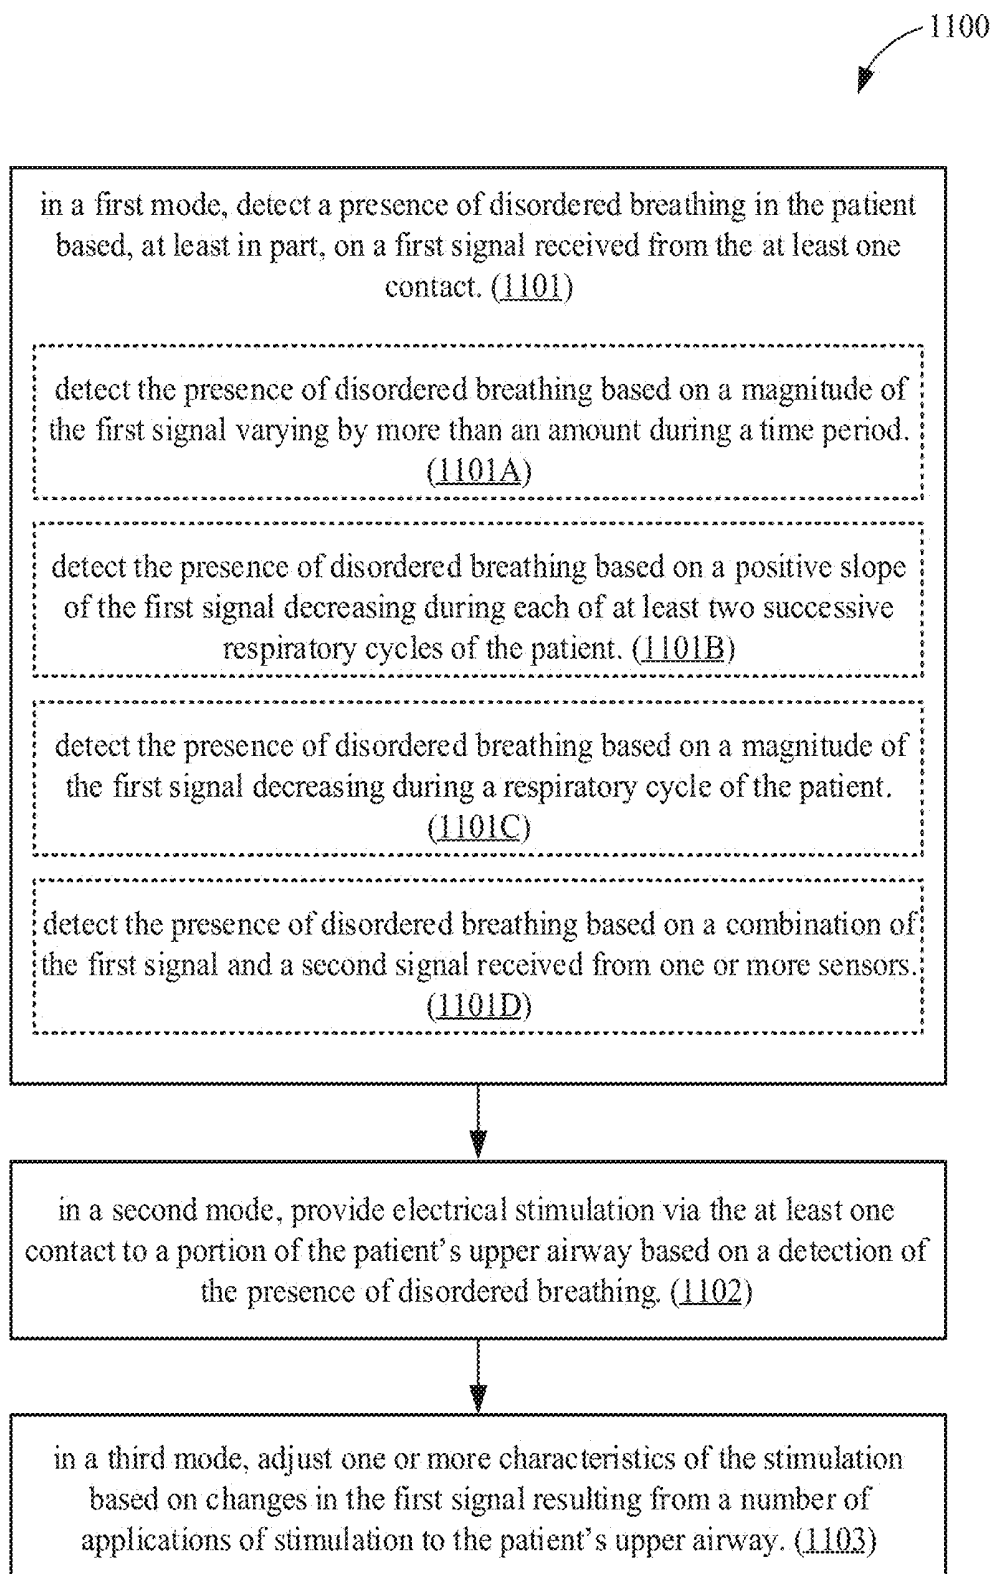 1100
in a first mode, detect a presence of disordered breathing in the patient
based, at least in part, on a first signal received from the at least one
contact. (1101)
detect the presence of disordered breathing based on a magnitude of
the first signal varying by more than an amount during a time period.
(1101A)
detect the presence of disordered breathing based on a positive slope
of the first signal decreasing during each of at least two successive
respiratory cycles of the patient. (1101B)
detect the presence of disordered breathing based on a magnitude of
the first signal decreasing during a respiratory cycle of the patient.
(1101C)
detect the presence of disordered breathing based on a combination of
the first signal and a second signal received from one or more sensors.
(1101D)
in a second mode, provide electrical stimulation via the at least one
contact to a portion of the patient's upper airway based on a detection of
the presence of disordered breathing. (1102)
in a third mode, adjust one or more characteristics of the stimulation
based on changes in the first signal resulting from a number of
applications of stimulation to the patient's upper airway. (1103)